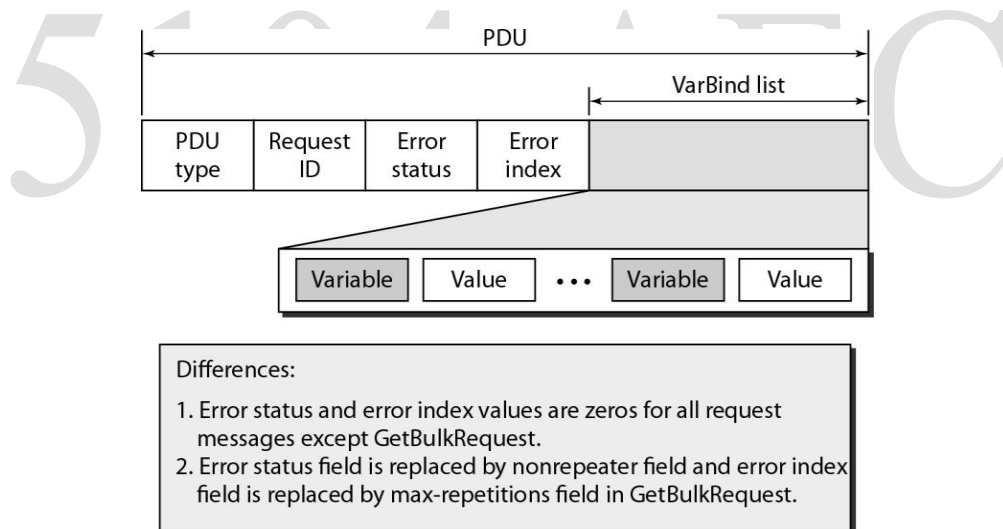 PDU
VarBind list
PDU type
Request ID
Error status
Error index
Variable Value ••• Variable Value
Differences:
1. Error status and error index values are zeros for all request
messages except GetBulkRequest.
2. Error status field is replaced by nonrepeater field and error index
field is replaced by max-repetitions field in GetBulkRequest.